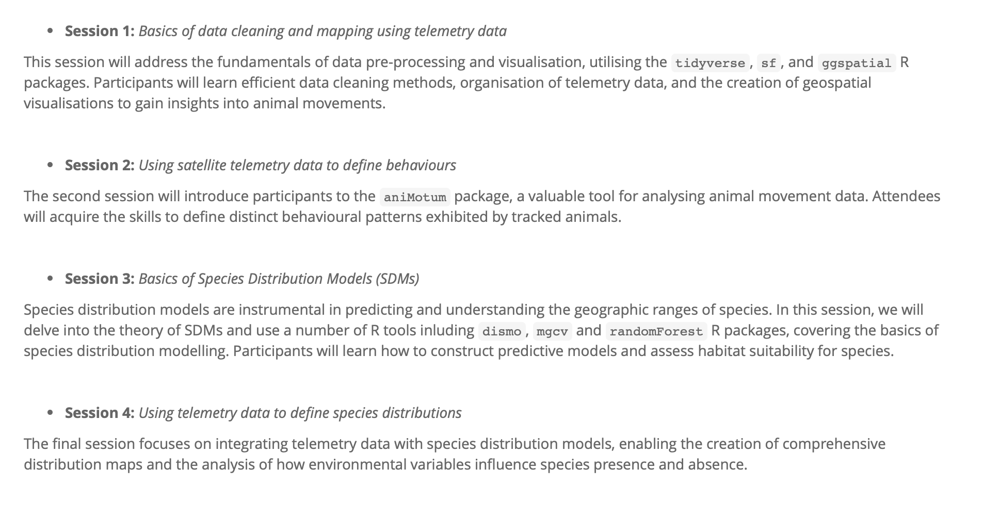 • Session 1: Basics of data cleaning and mapping using telemetry data
This session will address the fundamentals of data pre-processing and visualisation, utilising the tidyverse, sf, and ggspatial R
packages. Participants will learn efficient data cleaning methods, organisation of telemetry data, and the creation of geospatial
visualisations to gain insights into animal movements.
• Session 2: Using satellite telemetry data to define behaviours
The second session will introduce participants to the aniMotum package, a valuable tool for analysing animal movement data. Attendees
will acquire the skills to define distinct behavioural patterns exhibited by tracked animals.
• Session 3: Basics of Species Distribution Models (SDMs)
Species distribution models are instrumental in predicting and understanding the geographic ranges of species. In this session, we will
delve into the theory of SDMs and use a number of R tools inluding dismo, mgcv and randomForest R packages, covering the basics of
species distribution modelling. Participants will learn how to construct predictive models and assess habitat suitability for species.
• Session 4: Using telemetry data to define species distributions
The final session focuses on integrating telemetry data with species distribution models, enabling the creation of comprehensive
distribution maps and the analysis of how environmental variables influence species presence and absence.